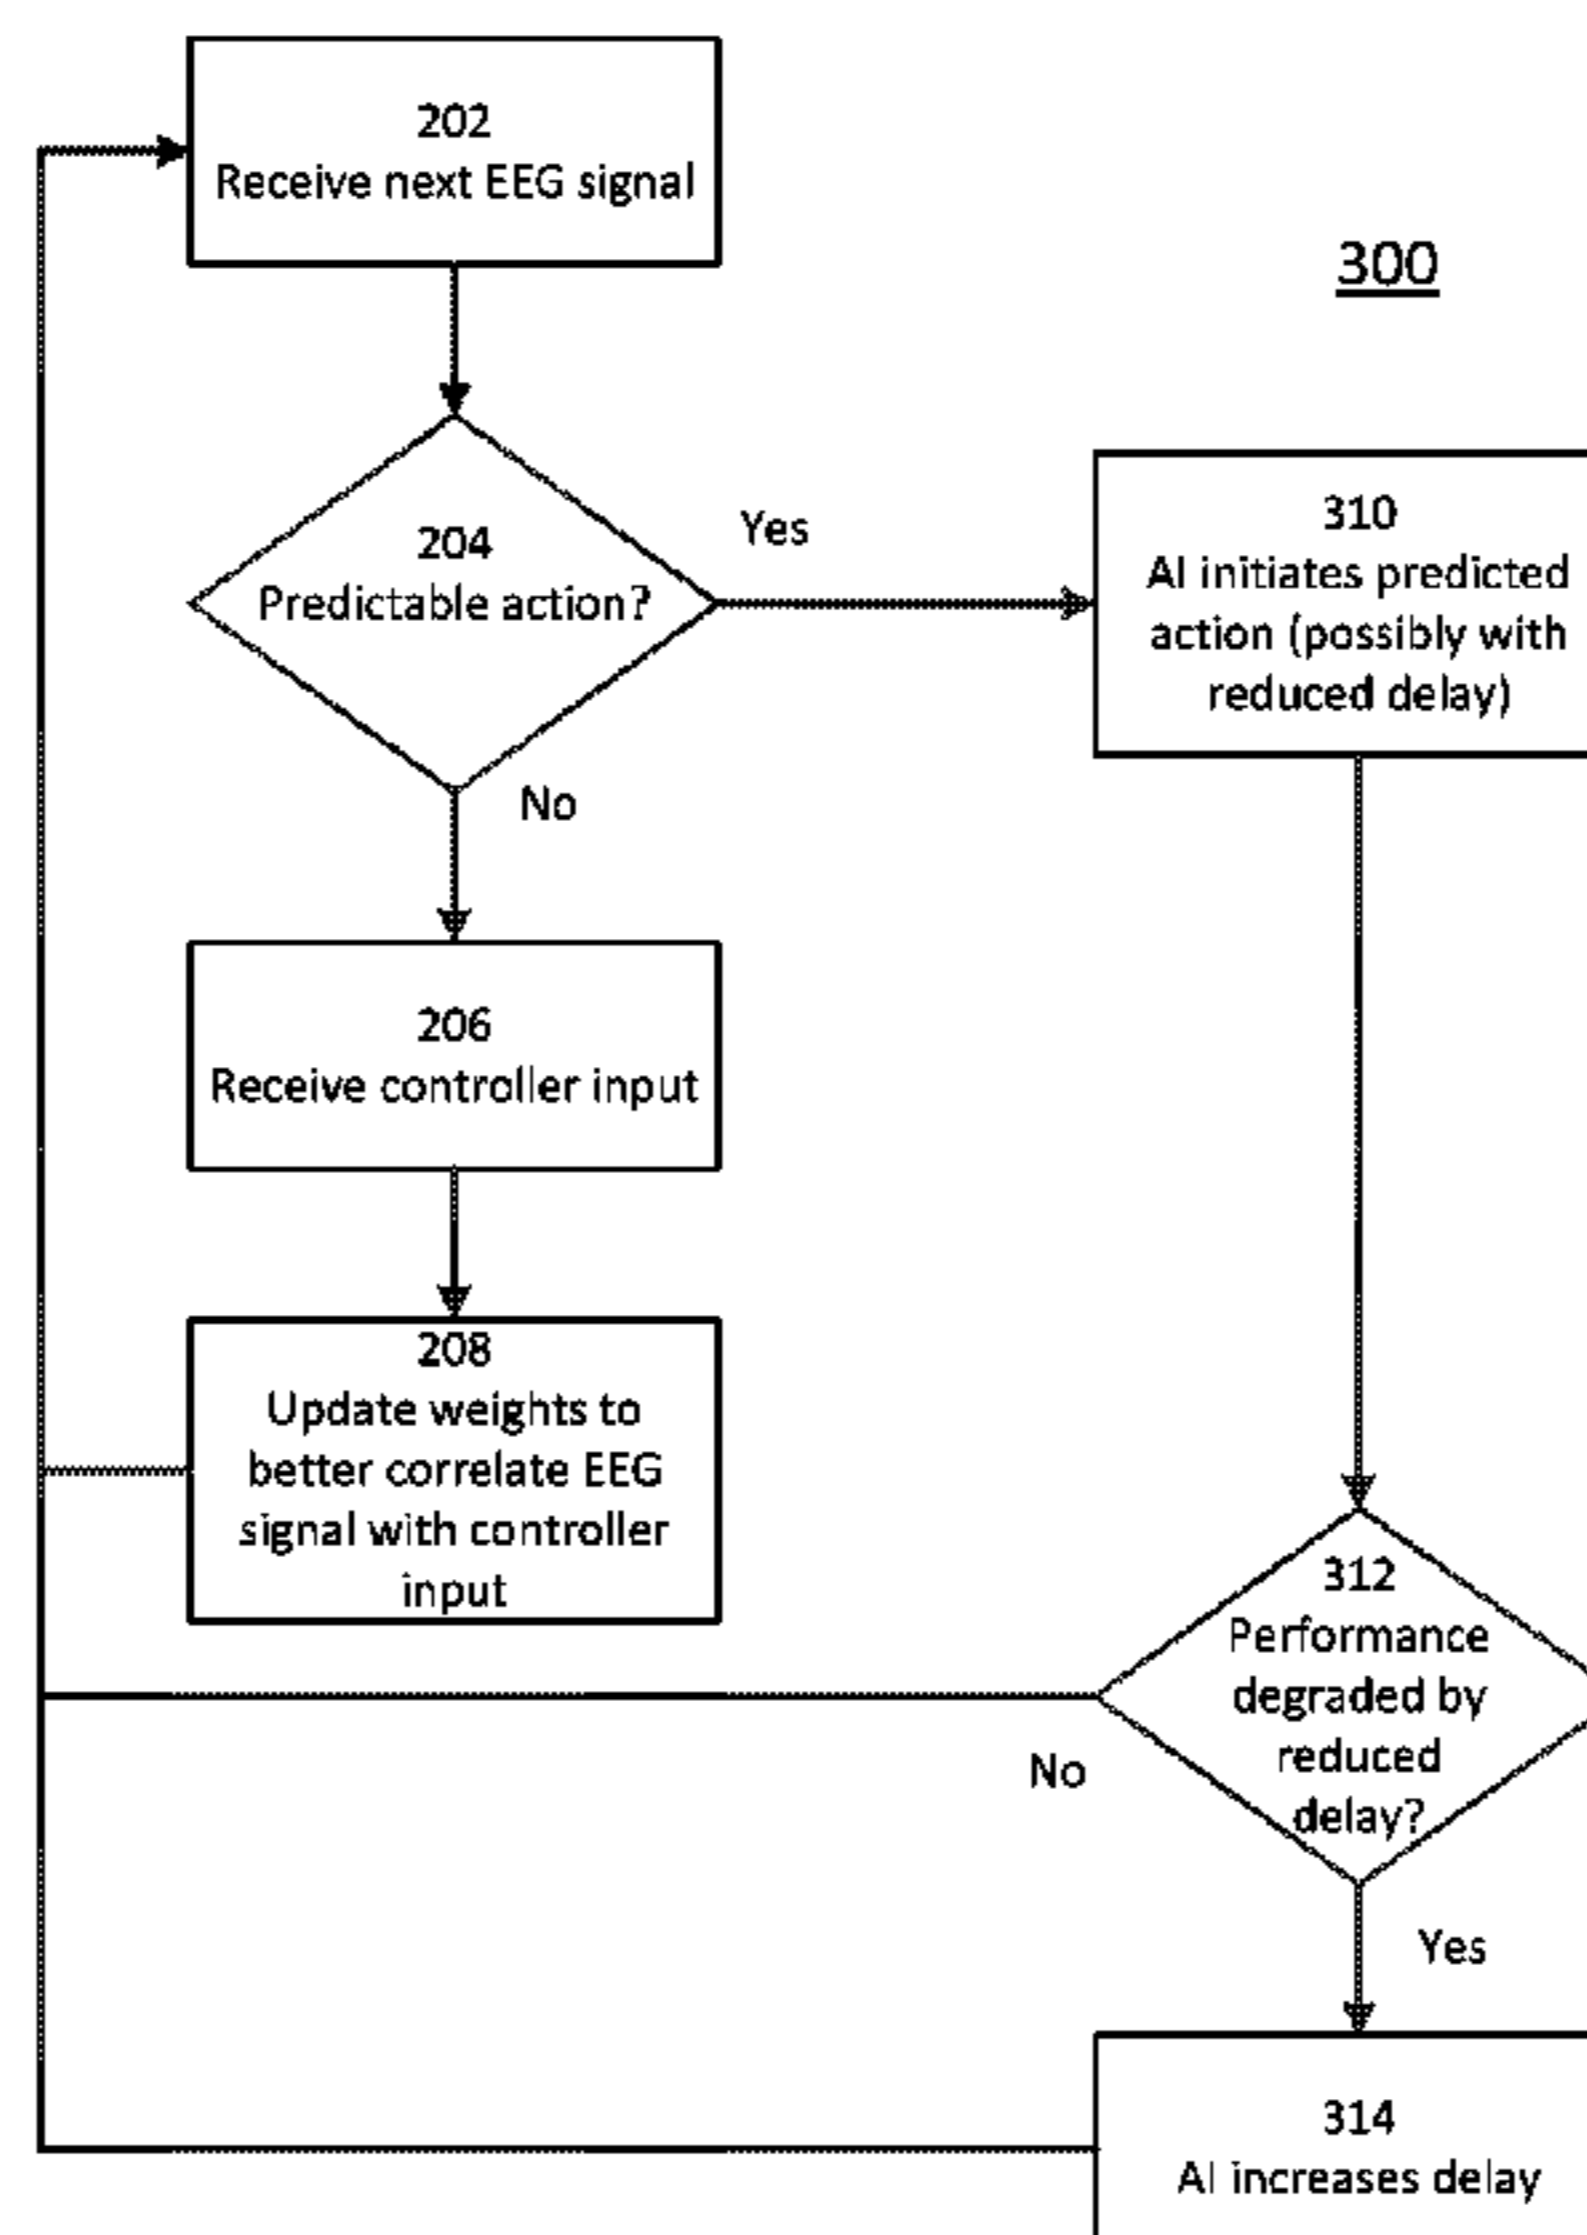 202
Receive next EEG signal
300
204
Predictable action?
Yes
No
310
AI initiates predicted
action (possibly with
reduced delay)
206
Receive controller input
208
Update weights to
better correlate EEG
signal with controller
input
312
Performance
degraded by
reduced
delay?
No
Yes
314
AI increases delay